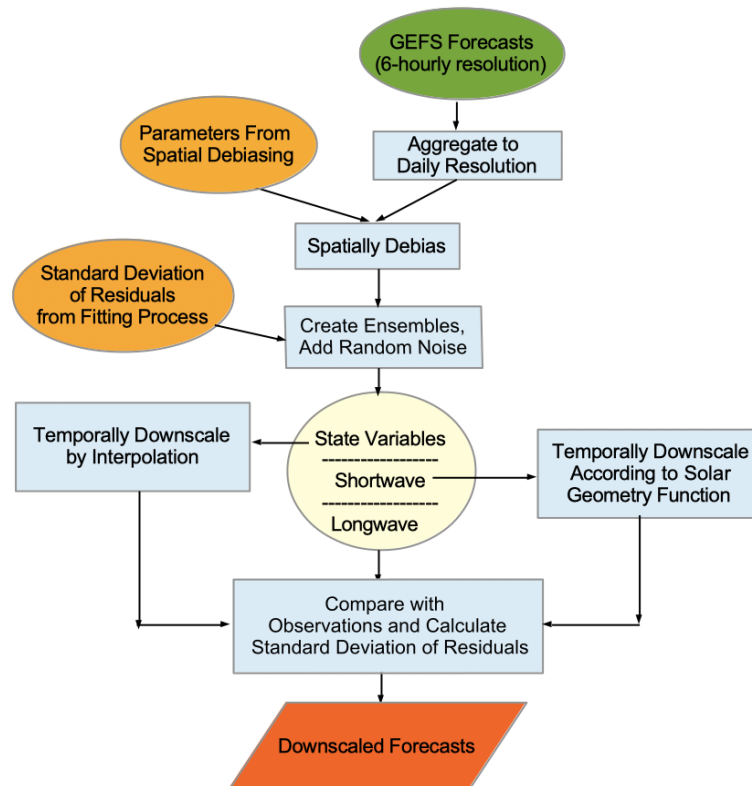 GEFS Forecasts
(6-hourly resolution)
Parameters From
Spatial Debiasing
Aggregate to
Daily Resolution
Spatially Debias
Standard Deviation
of Residuals
from Fitting Process
Create Ensembles,
Add Random Noise
Temporally Downscale
by Interpolation
State Variables
-------------------
Shortwave
-------------------
Longwave
Temporally Downscale
According to Solar
Geometry Function
Compare with
Observations and Calculate
Standard Deviation of Residuals
Downscaled Forecasts